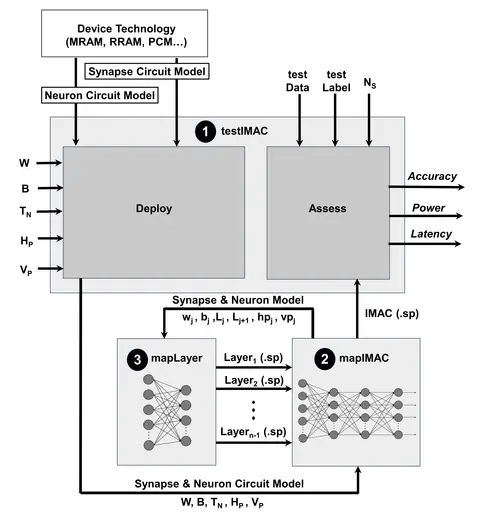 Device Technology
(MRAM, RRAM, PCM...)
Synapse Circuit Model
Neuron Circuit Model
test
Data
test
Label
N_S
1 testIMAC
W
B
T_N
H_P
V_P
Deploy
Assess
Accuracy
Power
Latency
Synapse & Neuron Model
w_j , b_j ,L_j , L_j+1 , hp_j , vp_j
IMAC (.sp)
3 mapLayer
Layer_1 (.sp)
Layer_2 (.sp)
Layer_n-1 (.sp)
2 mapIMAC
Synapse & Neuron Circuit Model
W, B, T_N , H_P , V_P